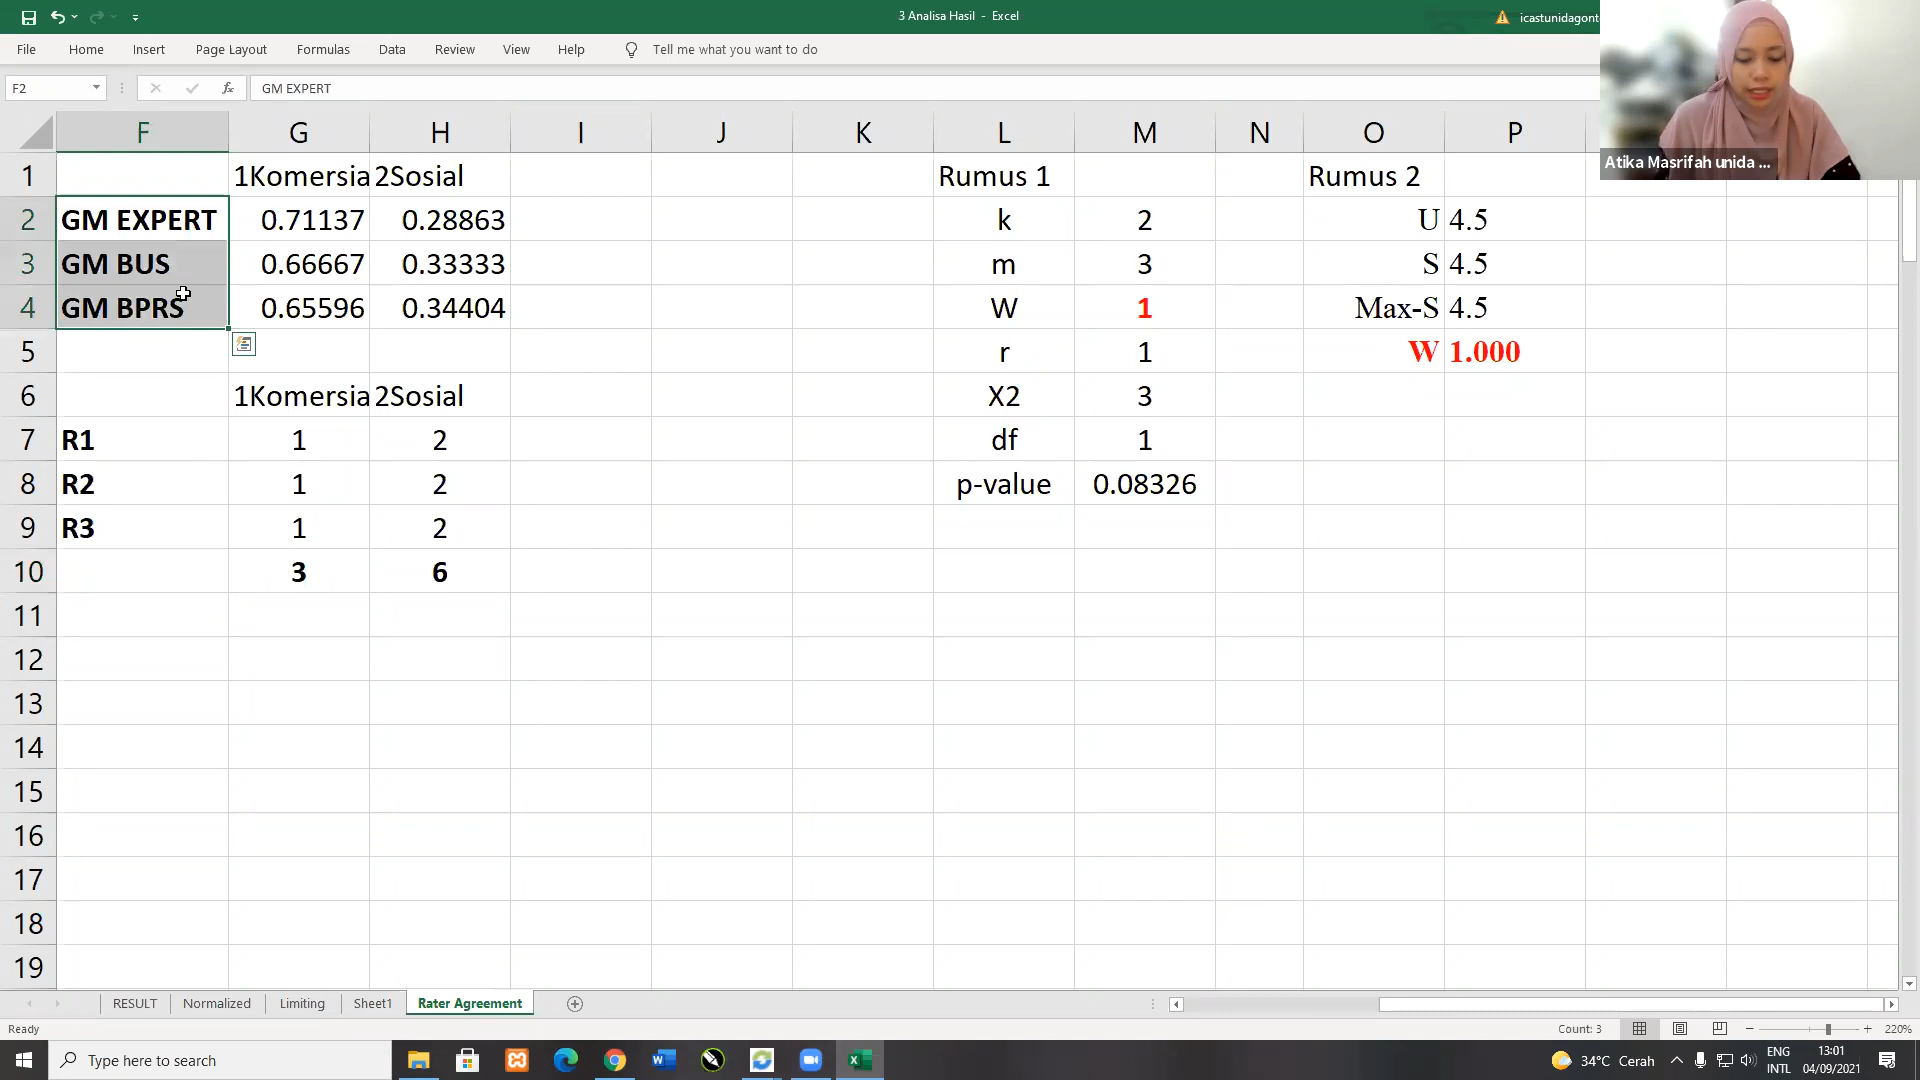 3 Analisa Hasil - Excel
icastunidagont
File Home Insert Page Layout Formulas Data Review View Help Tell me what you want to do
F2 fx GM EXPERT
Atika Masrifah unida ...
F G H I J K L M N O P
1 1Komersia 2Sosial Rumus 1 Rumus 2
2 GM EXPERT 0.71137 0.28863 k 2 U 4.5
3 GM BUS 0.66667 0.33333 m 3 S 4.5
4 GM BPRS 0.65596 0.34404 W 1 Max-S 4.5
5 r 1 W 1.000
6 1Komersia 2Sosial X2 3
7 R1 1 2 df 1
8 R2 1 2 p-value 0.08326
9 R3 1 2
10 3 6
11
12
13
14
15
16
17
18
19
RESULT Normalized Limiting Sheet1 Rater Agreement
Ready Count: 3 220%
Type here to search 34°C Cerah ENG INTL 13:01 04/09/2021